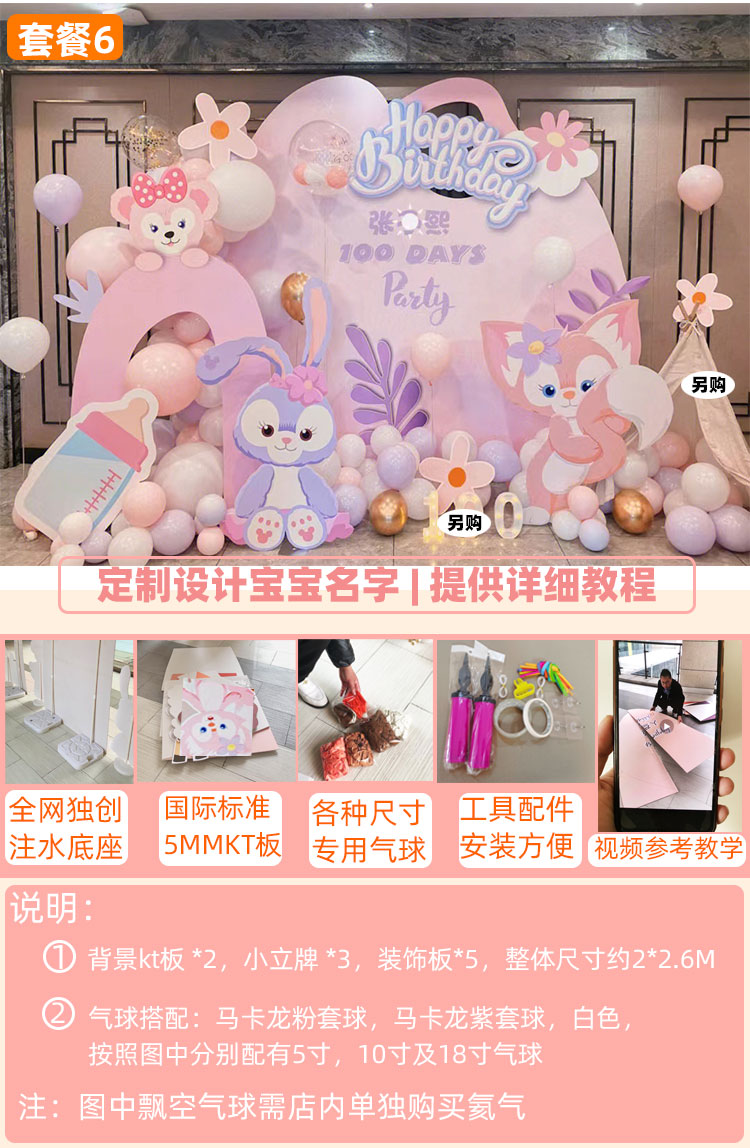 套餐6
Happy
Birthday
张 熙
100 DAYS
Party
另购
100
另购
定制设计宝宝名字 | 提供详细教程
全网独创
注水底座
国际标准
5MMKT板
各种尺寸
专用气球
工具配件
安装方便
视频参考教学
说明：
① 背景kt板 *2，小立牌 *3，装饰板*5，整体尺寸约2*2.6M
② 气球搭配：马卡龙粉套球，马卡龙紫套球，白色，
按照图中分别配有5寸，10寸及18寸气球
注：图中飘空气球需店内单独购买氦气